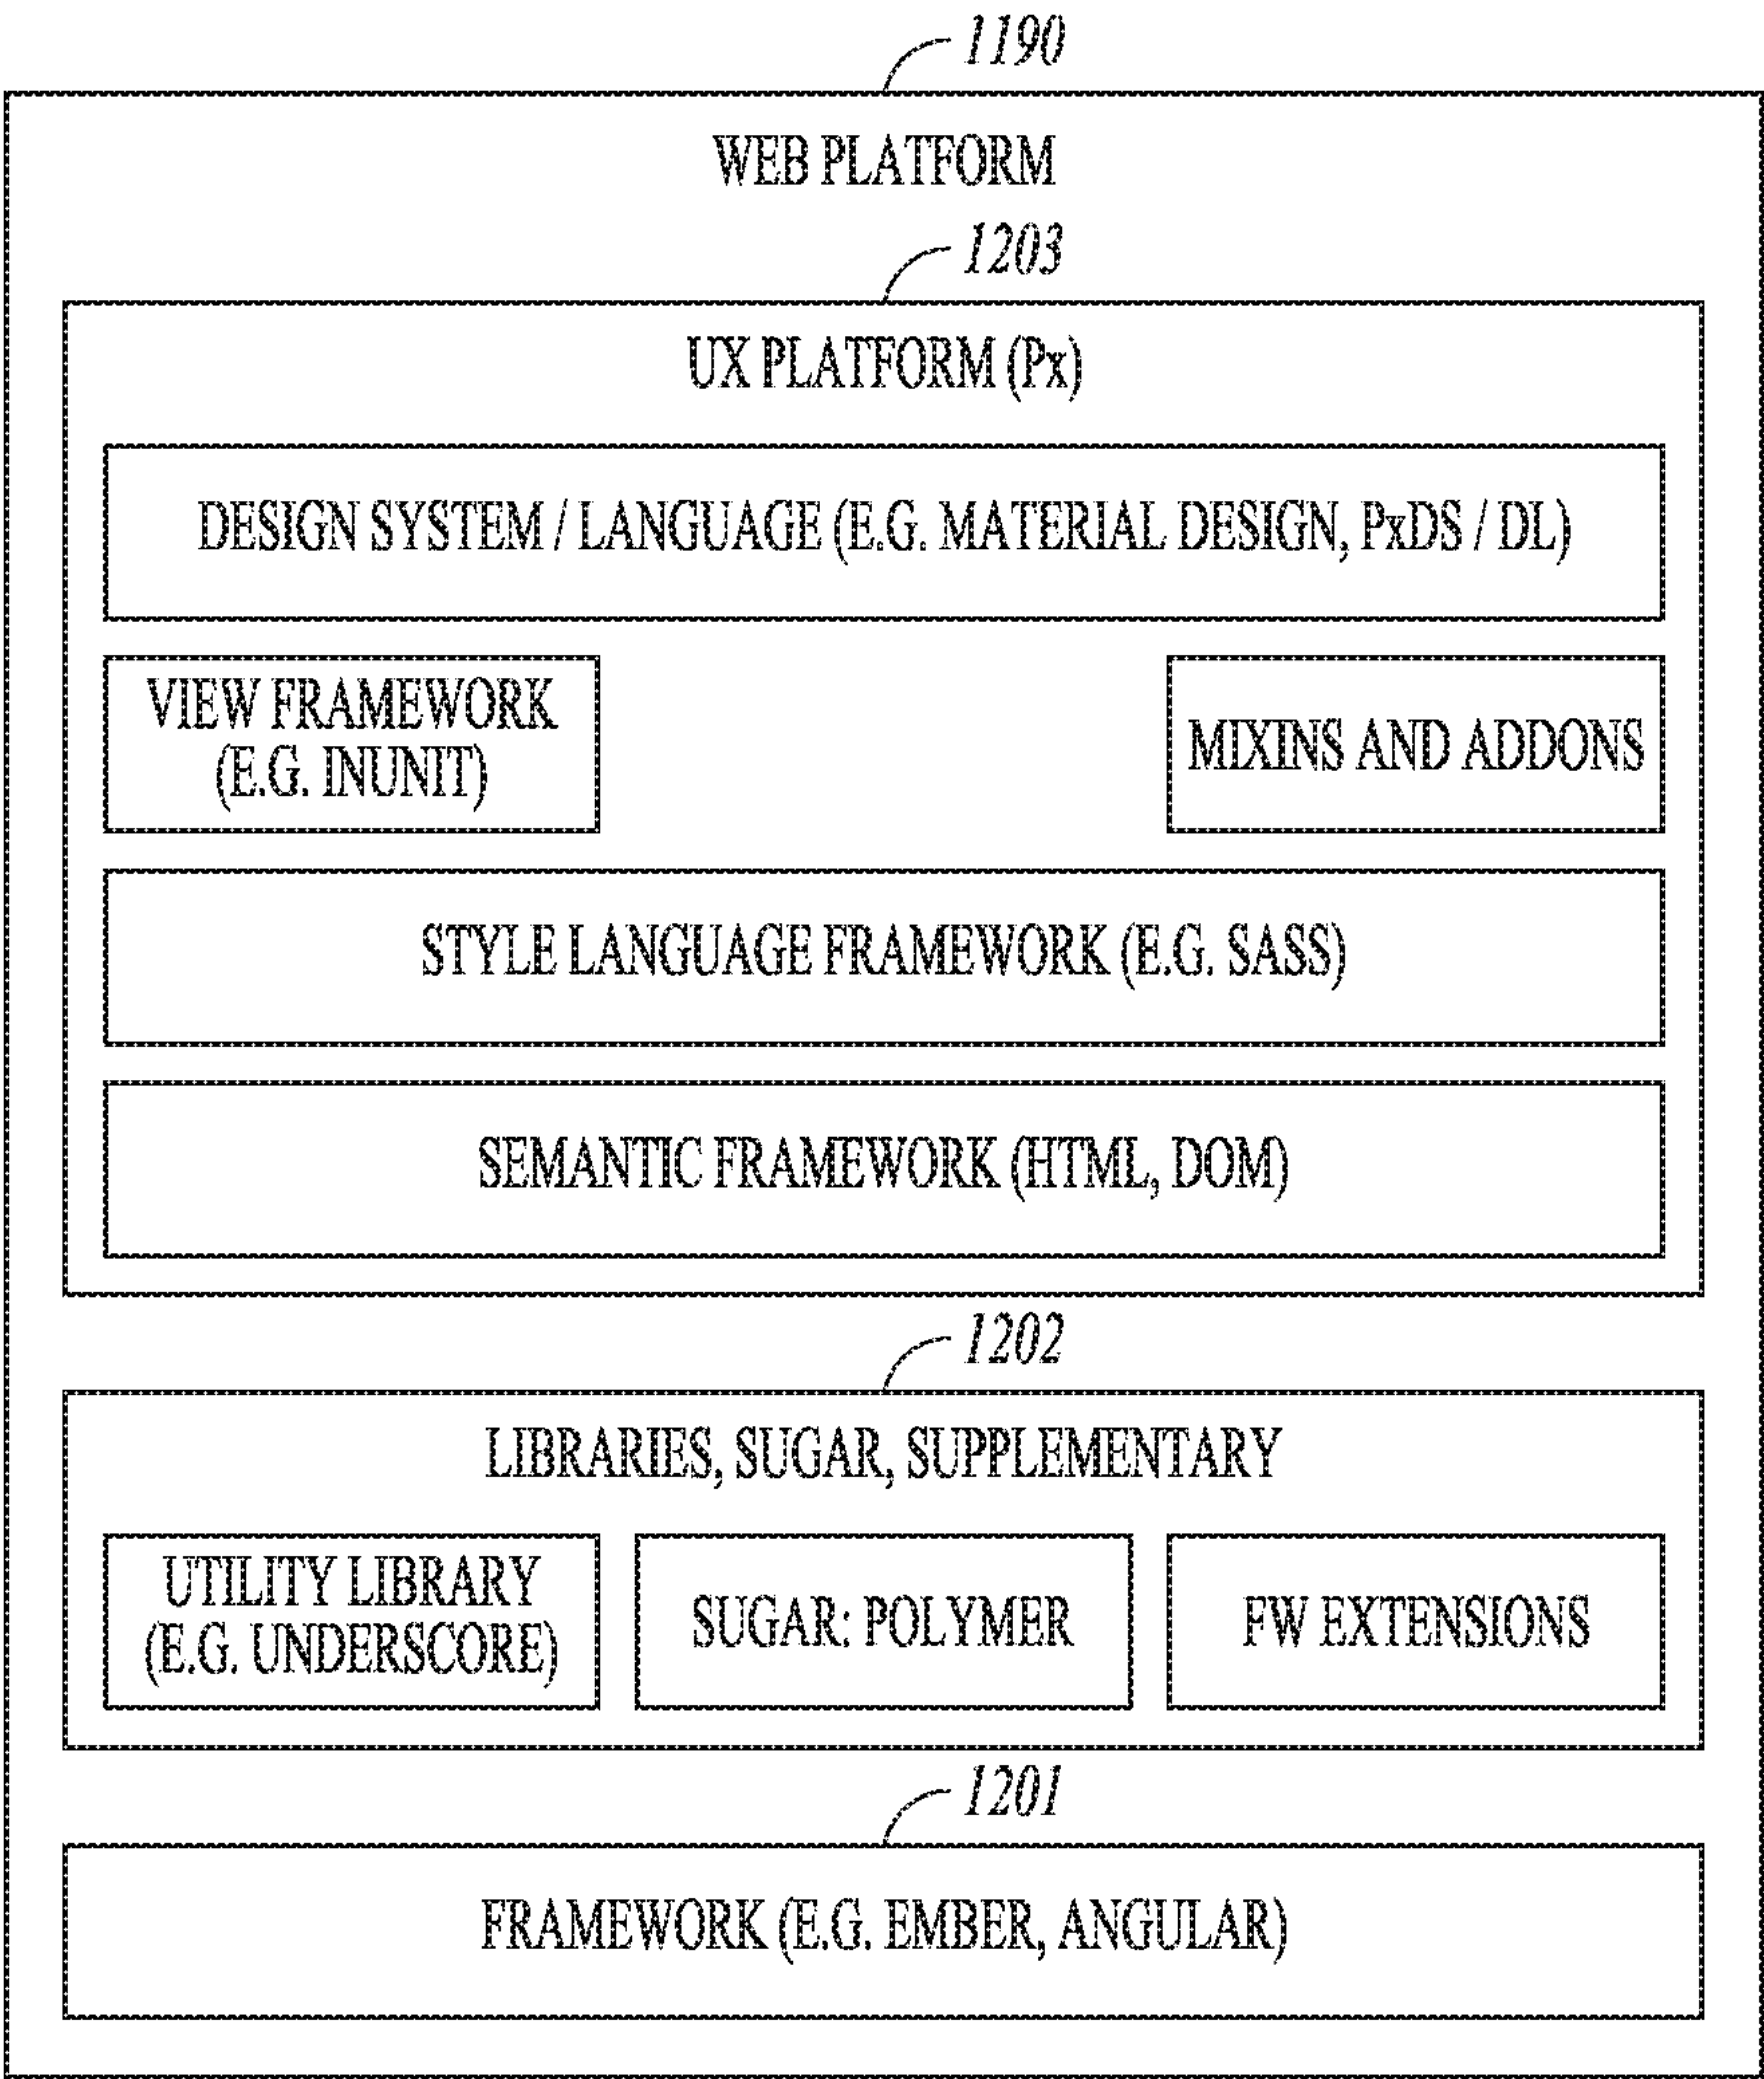 1190
WEB PLATFORM
1203
UX PLATFORM (Px)
DESIGN SYSTEM / LANGUAGE (E.G. MATERIAL DESIGN, PxDS / DL)
VIEW FRAMEWORK
(E.G. INUNIT)
MIXINS AND ADDONS
STYLE LANGUAGE FRAMEWORK (E.G. SASS)
SEMANTIC FRAMEWORK (HTML, DOM)
1202
LIBRARIES, SUGAR, SUPPLEMENTARY
UTILITY LIBRARY
(E.G. UNDERSCORE)
SUGAR: POLYMER
FW EXTENSIONS
1201
FRAMEWORK (E.G. EMBER, ANGULAR)